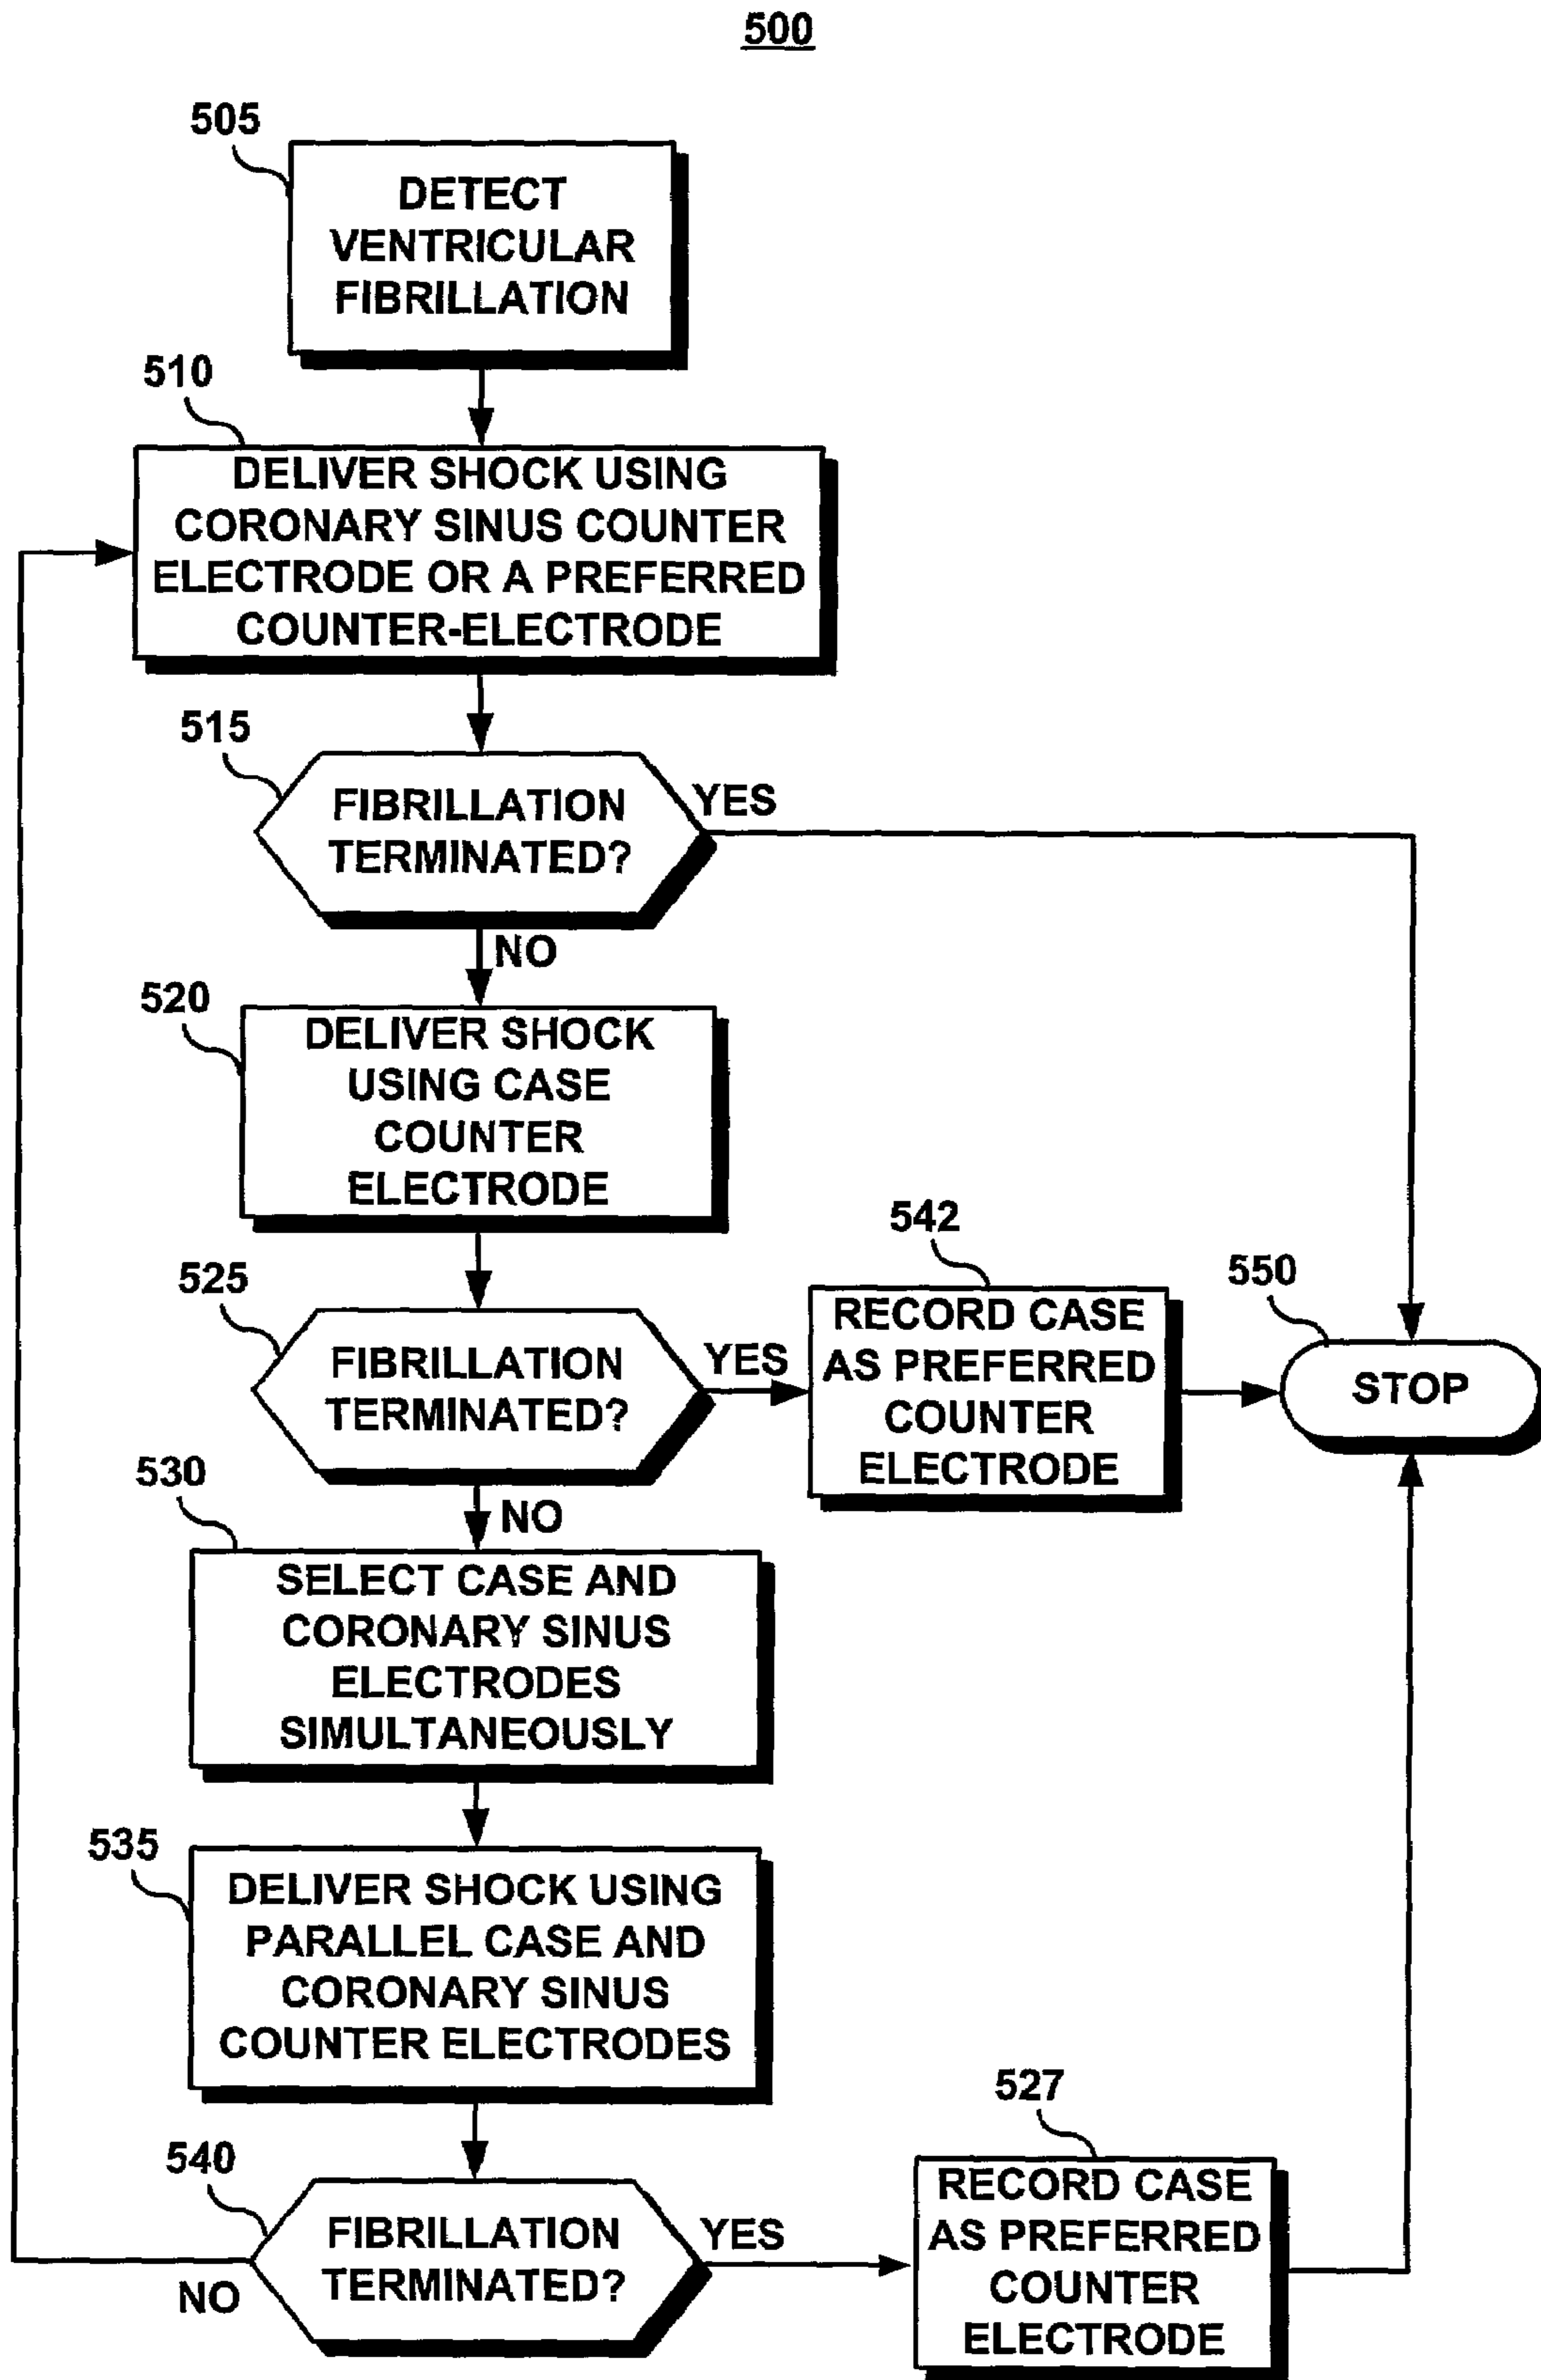 500
505
DETECT
VENTRICULAR
FIBRILLATION
510
DELIVER SHOCK USING
CORONARY SINUS COUNTER
ELECTRODE OR A PREFERRED
COUNTER-ELECTRODE
515
FIBRILLATION
TERMINATED?
YES
NO
520
DELIVER SHOCK
USING CASE
COUNTER
ELECTRODE
525
FIBRILLATION
TERMINATED?
YES
542
RECORD CASE
AS PREFERRED
COUNTER
ELECTRODE
550
STOP
NO
530
SELECT CASE AND
CORONARY SINUS
ELECTRODES
SIMULTANEOUSLY
535
DELIVER SHOCK USING
PARALLEL CASE AND
CORONARY SINUS
COUNTER ELECTRODES
540
FIBRILLATION
TERMINATED?
YES
NO
527
RECORD CASE
AS PREFERRED
COUNTER
ELECTRODE